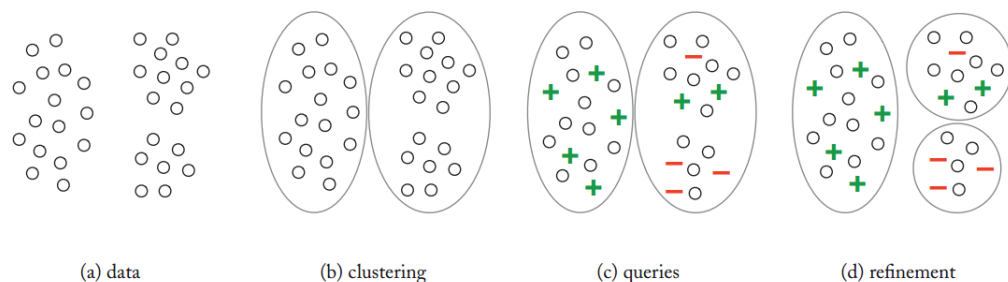 (a) data
(b) clustering
(c) queries
(d) refinement